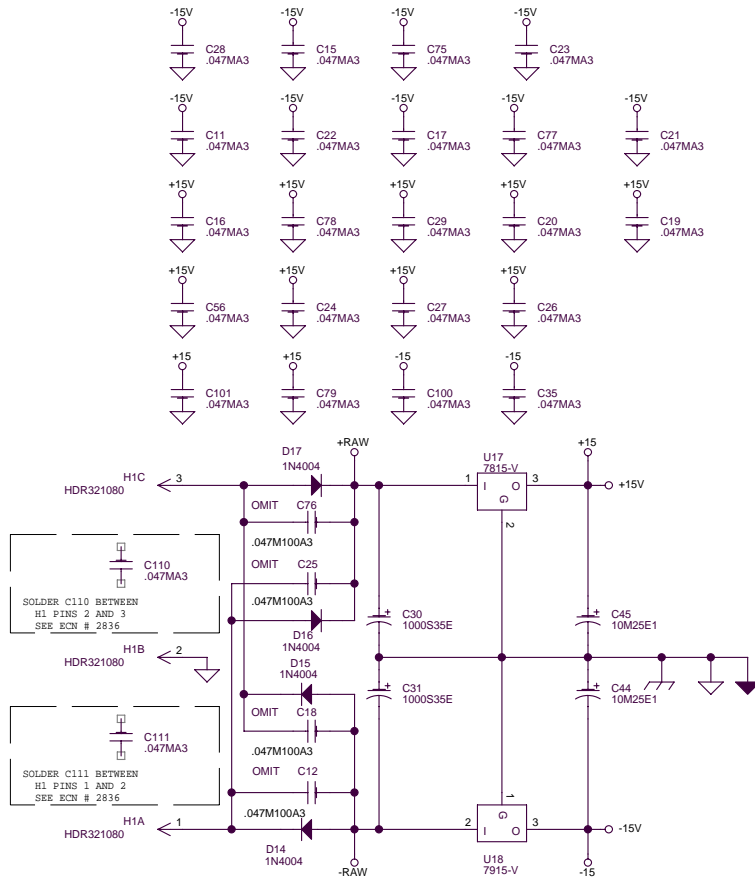 -15V -15V -15V -15V
C28 C15 C75 C23
.047MA3 .047MA3 .047MA3 .047MA3
-15V -15V -15V -15V -15V
C11 C22 C17 C77 C21
.047MA3 .047MA3 .047MA3 .047MA3 .047MA3
+15V +15V +15V +15V +15V
C16 C78 C29 C20 C19
.047MA3 .047MA3 .047MA3 .047MA3 .047MA3
+15V +15V +15V +15V
C56 C24 C27 C26
.047MA3 .047MA3 .047MA3 .047MA3
+15 +15 -15 -15
C101 C79 C100 C35
.047MA3 .047MA3 .047MA3 .047MA3
+RAW +15
D17 U17
1N4004 7815-V
H1C 3 1 I O 3 +15V
HDR321080 G
OMIT C76 2
.047M100A3
C110 OMIT C25
.047MA3
.047M100A3
SOLDER C110 BETWEEN
H1 PINS 2 AND 3
SEE ECN # 2836
+ C30 + C45
1000S35E 10M25E1
D16
1N4004
H1B 2
HDR321080
D15
1N4004
+ C31 + C44
1000S35E 10M25E1
OMIT C18
C111
.047MA3
.047M100A3
SOLDER C111 BETWEEN
H1 PINS 1 AND 2
SEE ECN # 2836
OMIT C12
.047M100A3
1
G
H1A 1 2 I O 3 -15V
HDR321080
D14 U18
1N4004 7915-V
-RAW -15